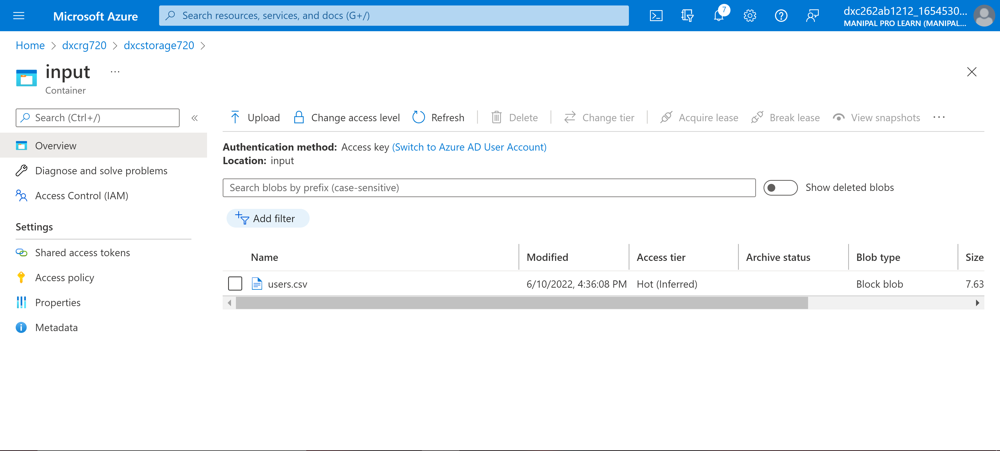 Microsoft Azure
Search resources, services, and docs (G+/)
7
dxc262ab1212_1654530...
MANIPAL PRO LEARN (MANIPAL...
Home > dxcrg720 > dxcstorage720 >
input ...
Container
Search (Ctrl+/) «
Overview
Diagnose and solve problems
Access Control (IAM)
Settings
Shared access tokens
Access policy
Properties
Metadata
Upload Change access level Refresh Delete Change tier Acquire lease Break lease View snapshots ...
Authentication method: Access key (Switch to Azure AD User Account)
Location: input
Search blobs by prefix (case-sensitive) Show deleted blobs
Add filter
Name Modified Access tier Archive status Blob type Size
users.csv 6/10/2022, 4:36:08 PM Hot (Inferred) Block blob 7.63